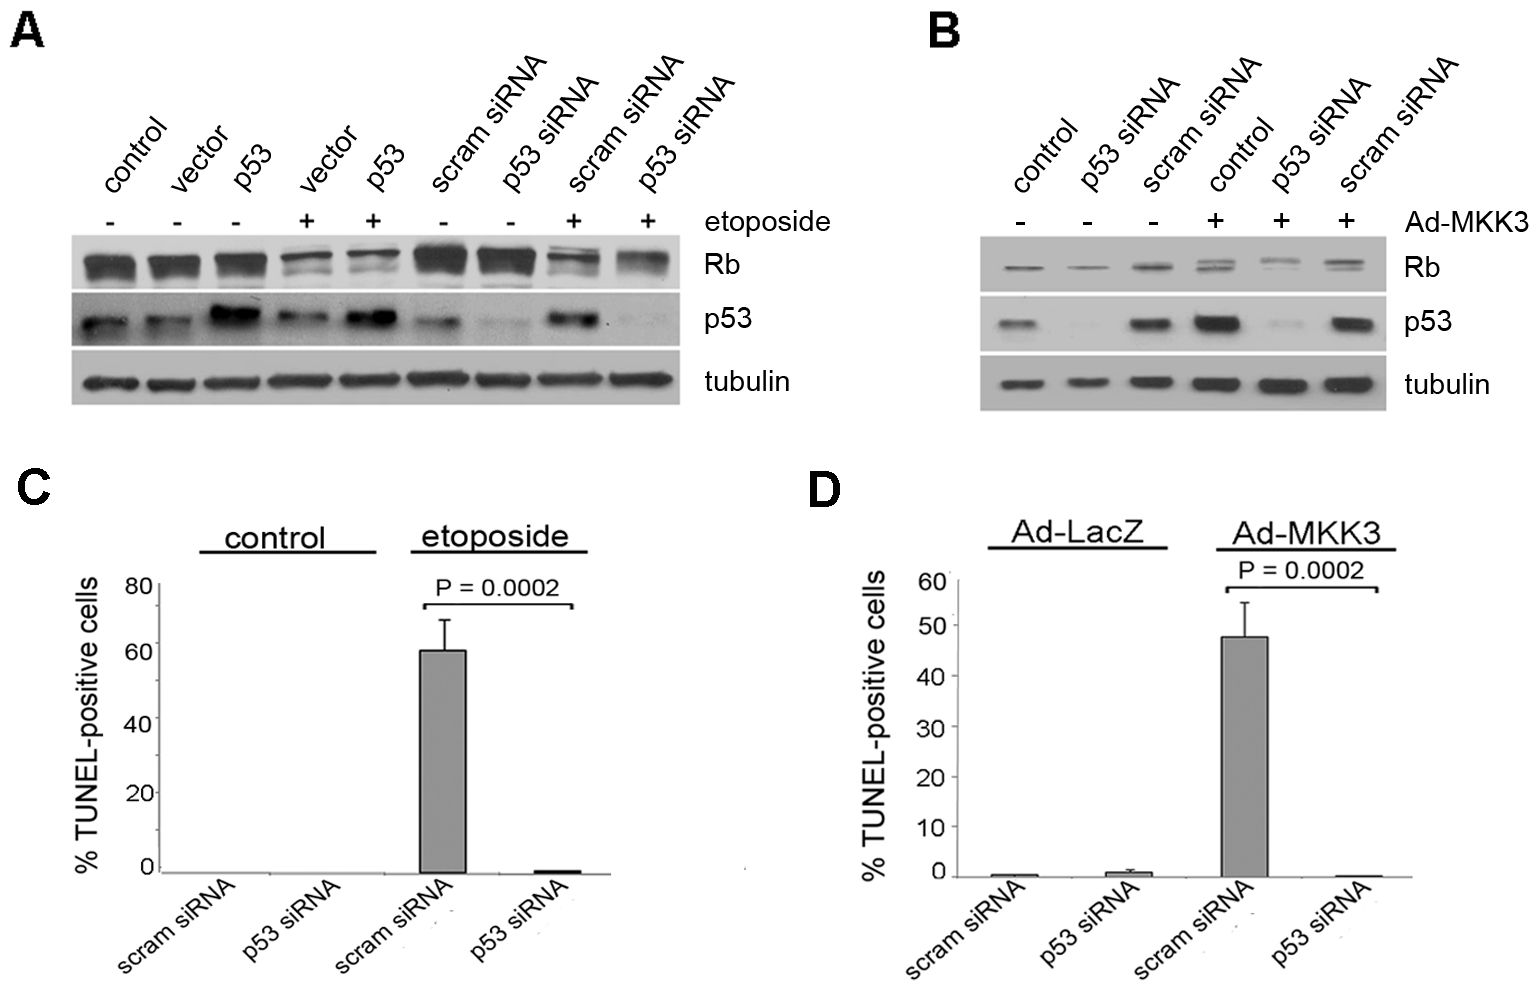 A
control vector p53 vector p53 scram siRNA p53 siRNA scram siRNA p53 siRNA
- - - + + - - + + etoposide
Rb
p53
tubulin
B
control p53 siRNA scram siRNA control p53 siRNA scram siRNA
- - - + + + Ad-MKK3
Rb
p53
tubulin
C
control etoposide
P = 0.0002
% TUNEL-positive cells
80
60
40
20
0
scram siRNA p53 siRNA scram siRNA p53 siRNA
D
Ad-LacZ Ad-MKK3
P = 0.0002
% TUNEL-positive cells
60
50
40
30
20
10
0
scram siRNA p53 siRNA scram siRNA p53 siRNA